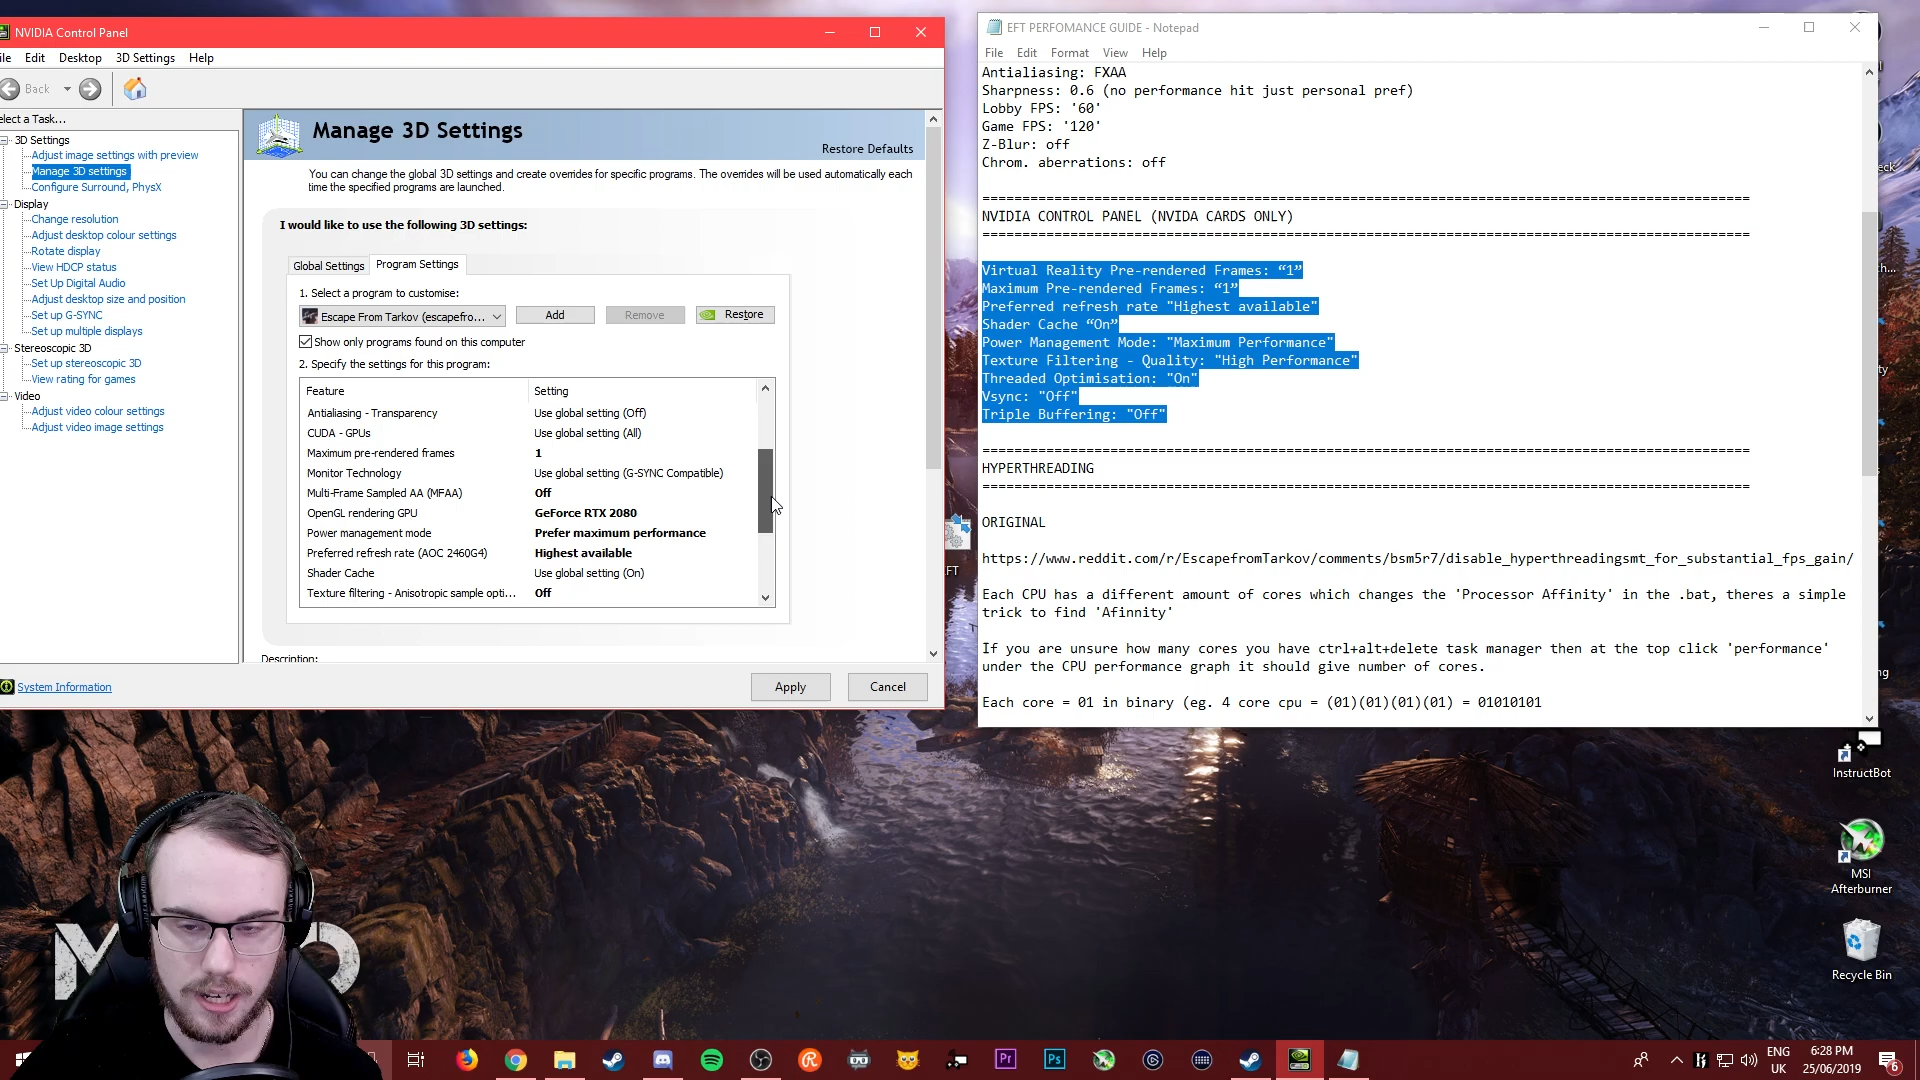 NVIDIA Control Panel
ile Edit Desktop 3D Settings Help
Back
elect a Task...
3D Settings
Adjust image settings with preview
Manage 3D settings
Configure Surround, PhysX
Display
Change resolution
Adjust desktop colour settings
Rotate display
View HDCP status
Set Up Digital Audio
Adjust desktop size and position
Set up G-SYNC
Set up multiple displays
Stereoscopic 3D
Set up stereoscopic 3D
View rating for games
Video
Adjust video colour settings
Adjust video image settings
System Information
Manage 3D Settings
Restore Defaults
You can change the global 3D settings and create overrides for specific programs. The overrides will be used automatically each
time the specified programs are launched.
I would like to use the following 3D settings:
Global Settings Program Settings
1. Select a program to customise:
Escape From Tarkov (escapefro... Add Remove Restore
Show only programs found on this computer
2. Specify the settings for this program:
Feature Setting
Antialiasing - Transparency Use global setting (Off)
CUDA - GPUs Use global setting (All)
Maximum pre-rendered frames 1
Monitor Technology Use global setting (G-SYNC Compatible)
Multi-Frame Sampled AA (MFAA) Off
OpenGL rendering GPU GeForce RTX 2080
Power management mode Prefer maximum performance
Preferred refresh rate (AOC 2460G4) Highest available
Shader Cache Use global setting (On)
Texture filtering - Anisotropic sample opti... Off
Description:
Apply Cancel
EFT PERFOMANCE GUIDE - Notepad
File Edit Format View Help
Antialiasing: FXAA
Sharpness: 0.6 (no performance hit just personal pref)
Lobby FPS: '60'
Game FPS: '120'
Z-Blur: off
Chrom. aberrations: off
================================================================================================
NVIDIA CONTROL PANEL (NVIDA CARDS ONLY)
================================================================================================
Virtual Reality Pre-rendered Frames: “1”
Maximum Pre-rendered Frames: “1”
Preferred refresh rate "Highest available"
Shader Cache “On”
Power Management Mode: "Maximum Performance"
Texture Filtering - Quality: "High Performance"
Threaded Optimisation: "On"
Vsync: "Off"
Triple Buffering: "Off"
================================================================================================
HYPERTHREADING
================================================================================================
ORIGINAL
https://www.reddit.com/r/EscapefromTarkov/comments/bsm5r7/disable_hyperthreadingsmt_for_substantial_fps_gain/
Each CPU has a different amount of cores which changes the 'Processor Affinity' in the .bat, theres a simple
trick to find 'Afinnity'
If you are unsure how many cores you have ctrl+alt+delete task manager then at the top click 'performance'
under the CPU performance graph it should give number of cores.
Each core = 01 in binary (eg. 4 core cpu = (01)(01)(01)(01) = 01010101
InstructBot
MSI
Afterburner
Recycle Bin
Pr
Ps
ENG
UK
6:28 PM
25/06/2019
6